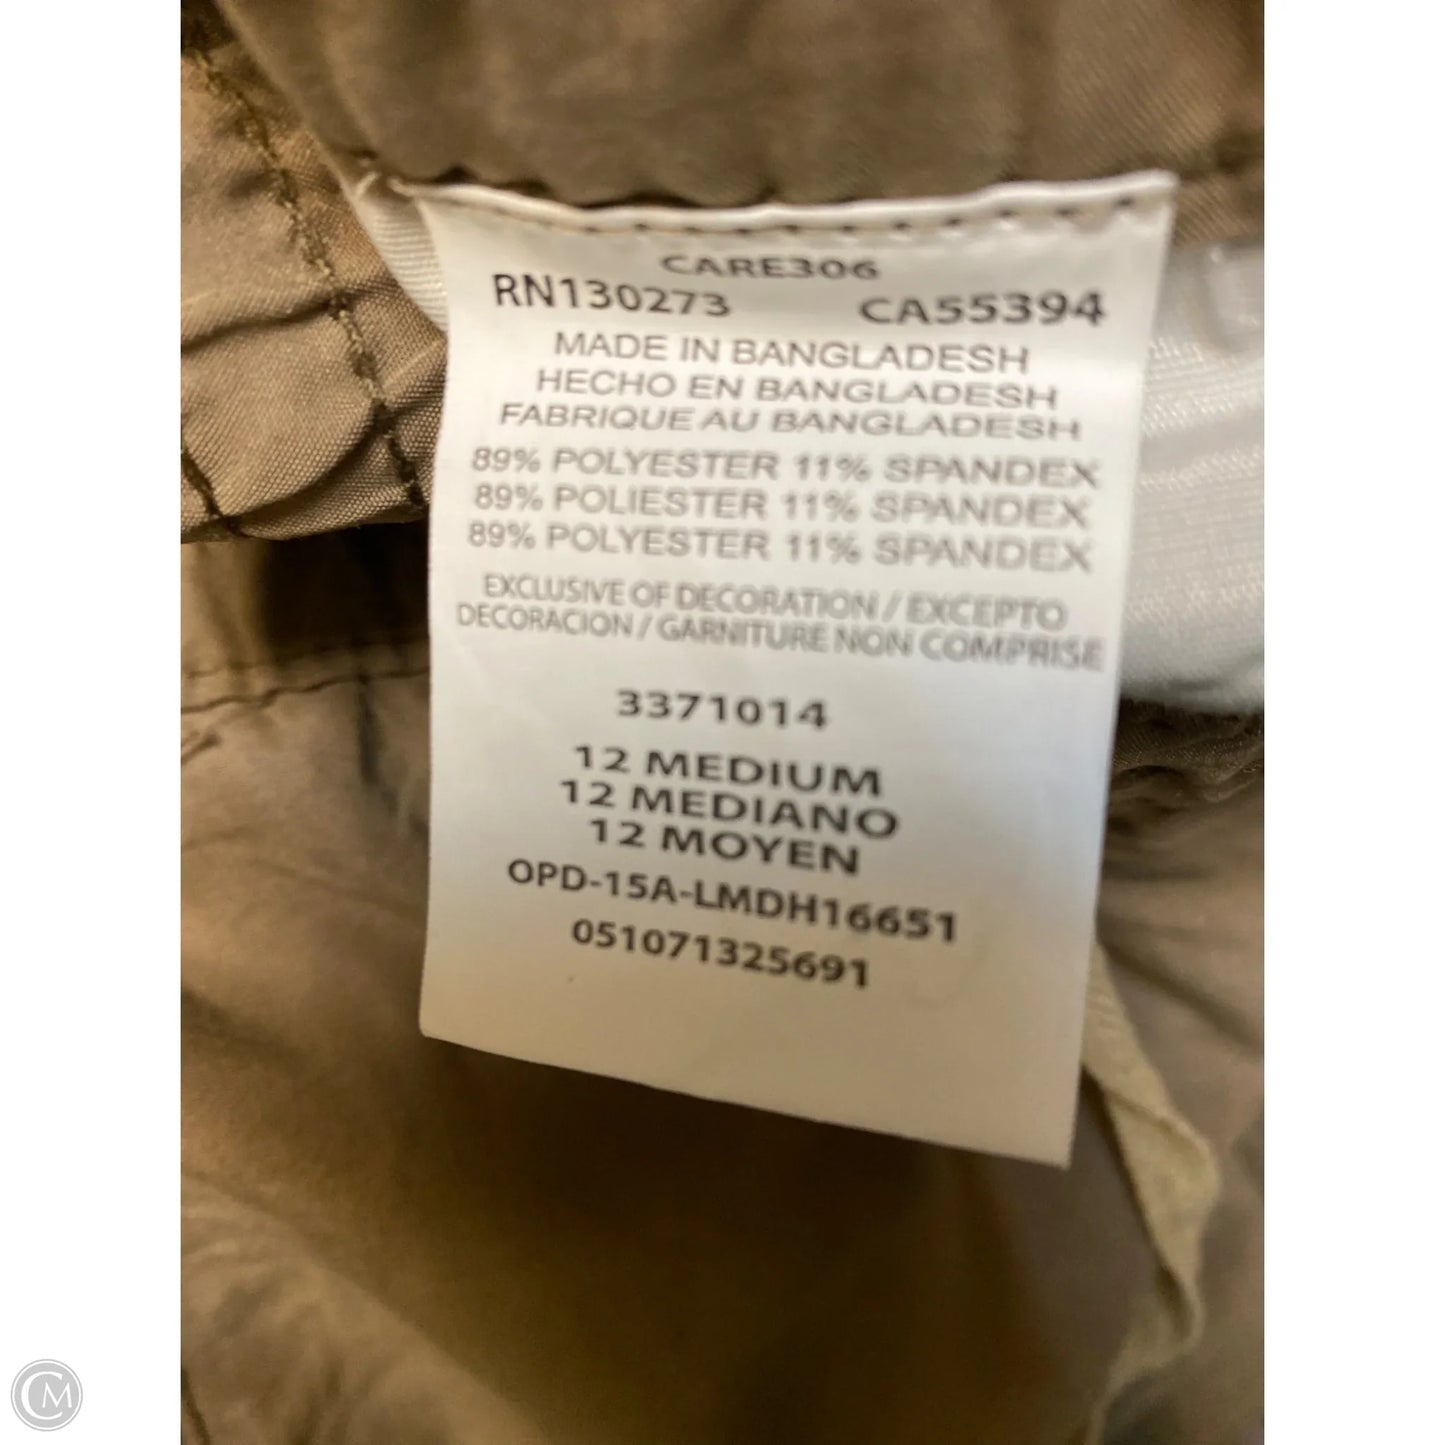 CARE306
RN130273 CA55394
MADE IN BANGLADESH
HECHO EN BANGLADESH
FABRIQUE AU BANGLADESH
89% POLYESTER 11% SPANDEX
89% POLIESTER 11% SPANDEX
89% POLYESTER 11% SPANDEX
EXCLUSIVE OF DECORATION / EXCEPTO
DECORACION / GARNITURE NON COMPRISE
3371014
12 MEDIUM
12 MEDIANO
12 MOYEN
OPD-15A-LMDH16651
051071325691
CM